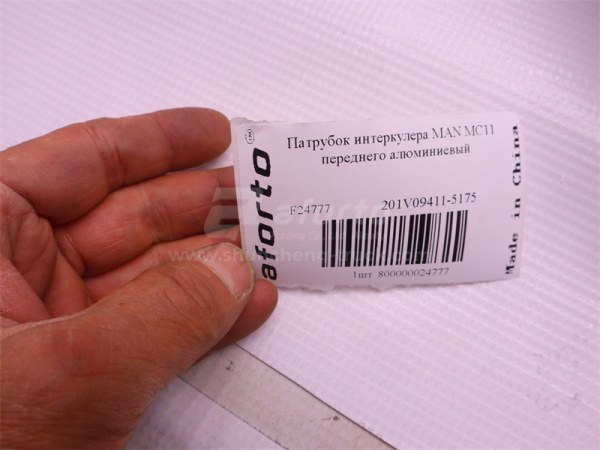 aforto
Патрубок интеркулера MAN MC11
переднего алюминиевый
F24777 201V09411-5175
1шт 800000024777
Made in China